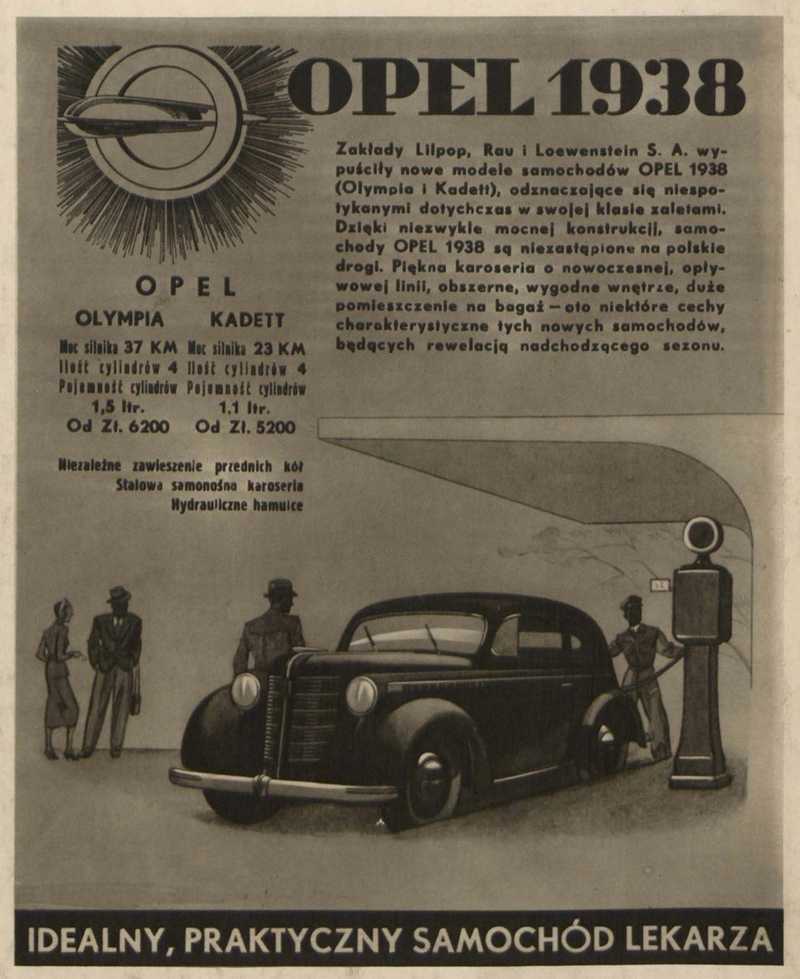 OPEL 1938
Zakłady Lilpop, Rau i Loewenstein S. A. wy-
puściły nowe modele samochodów OPEL 1938
(Olympia i Kadett), odznaczające się niespo-
tykanymi dotychczas w swojej klasie zaletami.
Dzięki niezwykle mocnej konstrukcji, samo-
chody OPEL 1938 są niezastąpione na polskie
drogi. Piękna karoseria o nowoczesnej, opły-
wowej linii, obszerne, wygodne wnętrze, duże
pomieszczenie na bagaż — oto niektóre cechy
charakterystyczne tych nowych samochodów,
będących rewelacją nadchodzącego sezonu.
OPEL
OLYMPIA KADETT
Moc silnika 37 KM Moc silnika 23 KM
Ilość cylindrów 4 Ilość cylindrów 4
Pojemność cylindrów Pojemność cylindrów
1,5 ltr. 1,1 ltr.
Od Zł. 6200 Od Zł. 5200
Niezależne zawieszenie przednich kół
Stalowa samonośna karoseria
Hydrauliczne hamulce
IDEALNY, PRAKTYCZNY SAMOCHÓD LEKARZA